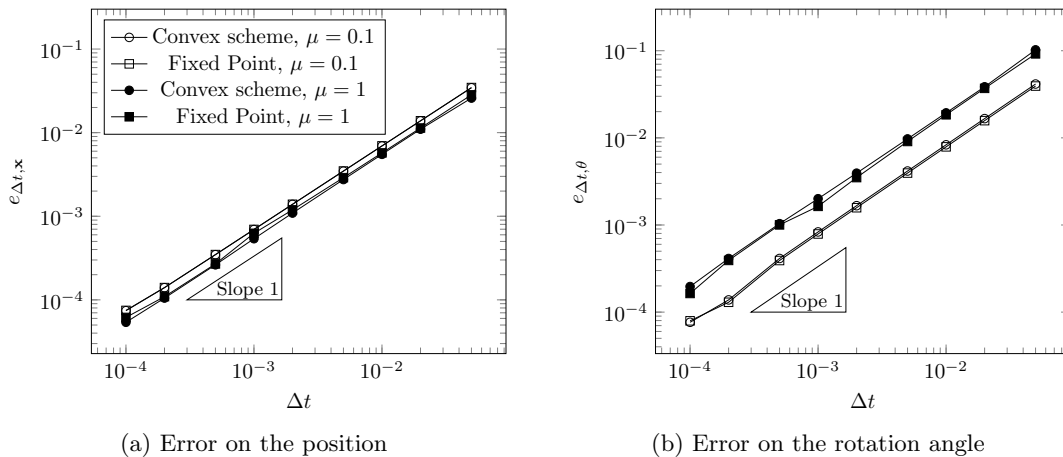 10^{-1}
10^{-2}
10^{-3}
10^{-4}
e_{Δt,𝐱}
Convex scheme, μ = 0.1
Fixed Point, μ = 0.1
Convex scheme, μ = 1
Fixed Point, μ = 1
Slope 1
10^{-4} 10^{-3} 10^{-2}
Δt
(a) Error on the position
10^{-1}
10^{-2}
10^{-3}
10^{-4}
e_{Δt,θ}
Slope 1
10^{-4} 10^{-3} 10^{-2}
Δt
(b) Error on the rotation angle